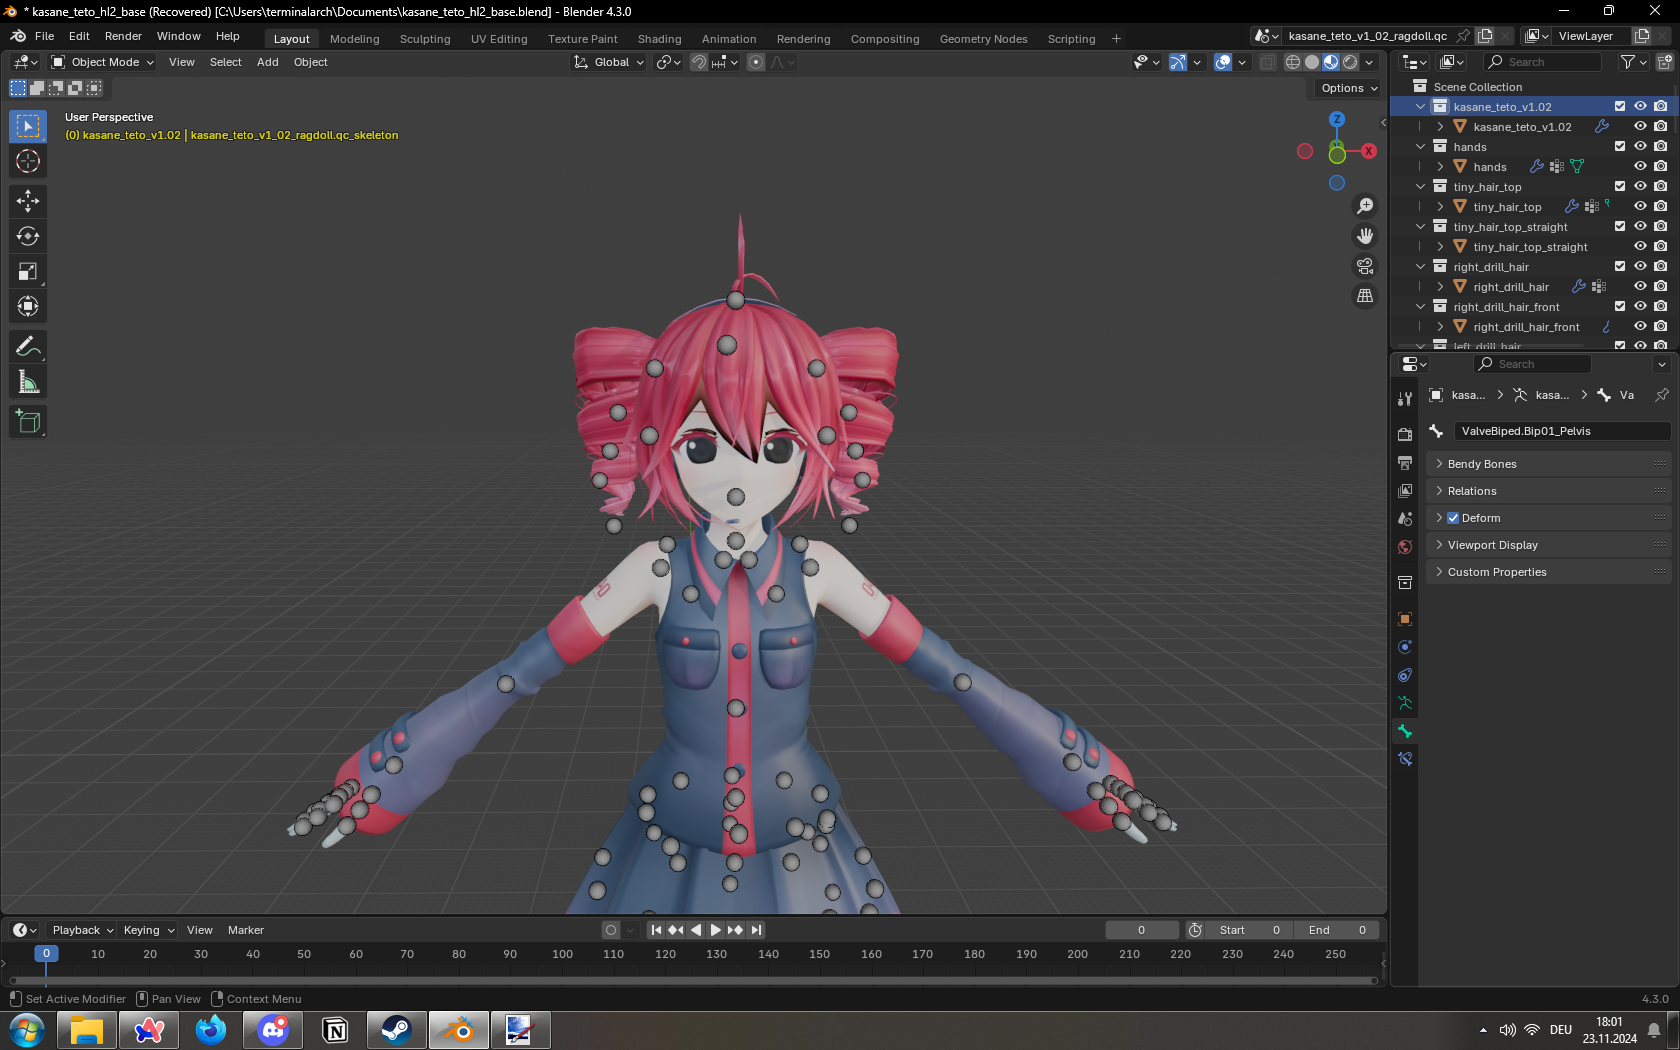 * kasane_teto_hl2_base (Recovered) [C:\Users\terminalarch\Documents\kasane_teto_hl2_base.blend] - Blender 4.3.0
File Edit Render Window Help Layout Modeling Sculpting UV Editing Texture Paint Shading Animation Rendering Compositing Geometry Nodes Scripting + kasane_teto_v1_02_ragdoll.qc ViewLayer
Object Mode View Select Add Object Global Search
Options
User Perspective
(0) kasane_teto_v1.02 | kasane_teto_v1_02_ragdoll.qc_skeleton
Z
X
Scene Collection
kasane_teto_v1.02
kasane_teto_v1.02
hands
hands
tiny_hair_top
tiny_hair_top
tiny_hair_top_straight
tiny_hair_top_straight
right_drill_hair
right_drill_hair
right_drill_hair_front
right_drill_hair_front
left_drill_hair
Search
kasa... kasa... Va
ValveBiped.Bip01_Pelvis
Bendy Bones
Relations
Deform
Viewport Display
Custom Properties
Playback Keying View Marker 0 Start 0 End 0
0 10 20 30 40 50 60 70 80 90 100 110 120 130 140 150 160 170 180 190 200 210 220 230 240 250
Set Active Modifier Pan View Context Menu 4.3.0
DEU 18:01
23.11.2024